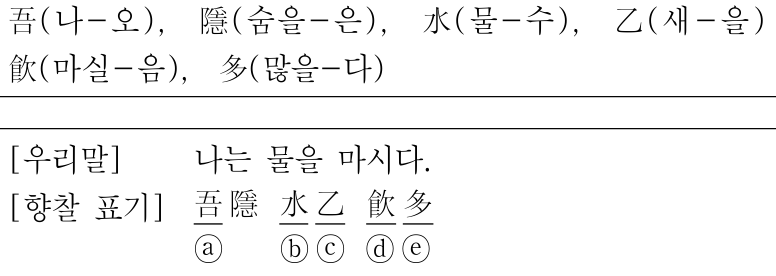 吾(나-오), 隱(숨을-은), 水(물-수), 乙(새-을)
飮(마실-음), 多(많을-다)
[우리말] 나는 물을 마시다.
[향찰 표기] 吾隱 水乙 飮多
ⓐ ⓑ ⓒ ⓓ ⓔ